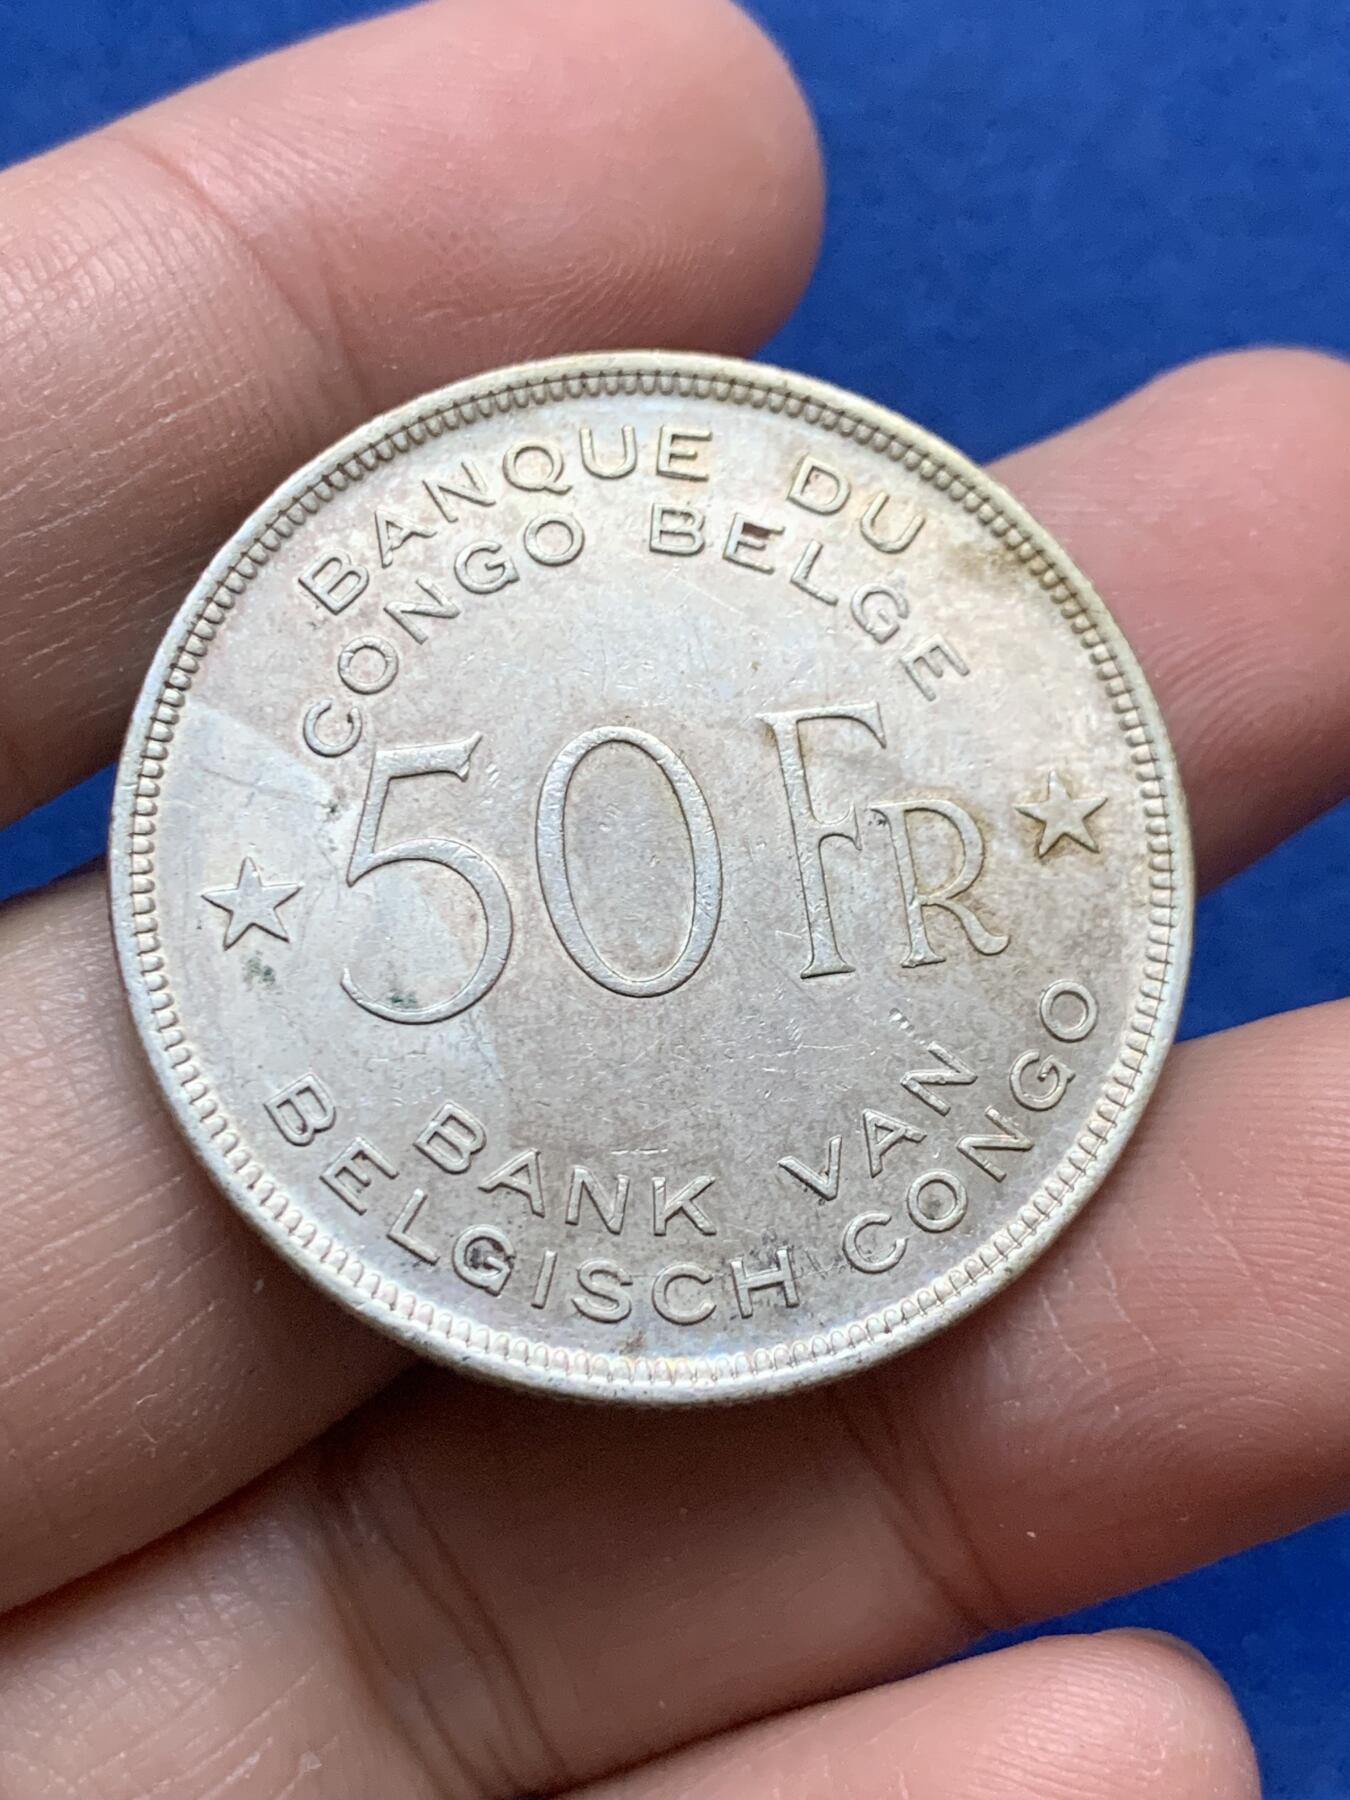 BANQUE DU
CONGO BELGE
50 FR
BANK VAN
BELGISCH CONGO